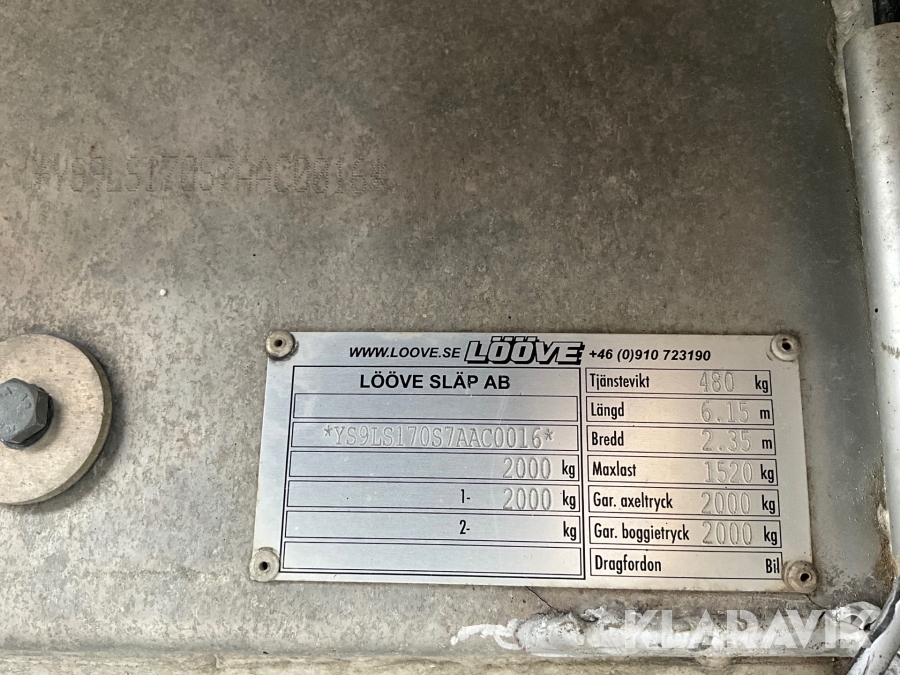 *YS9LS170S7AAC0016*
WWW.LOOVE.SE LÖÖVE +46 (0)910 723190
LÖÖVE SLÄP AB
*YS9LS170S7AAC0016*
2000 kg
1- 2000 kg
2- kg
Tjänstevikt 480 kg
Längd 6.15 m
Bredd 2.35 m
Maxlast 1520 kg
Gar. axeltryck 2000 kg
Gar. boggietryck 2000 kg
Dragfordon Bil
KLARAVIK